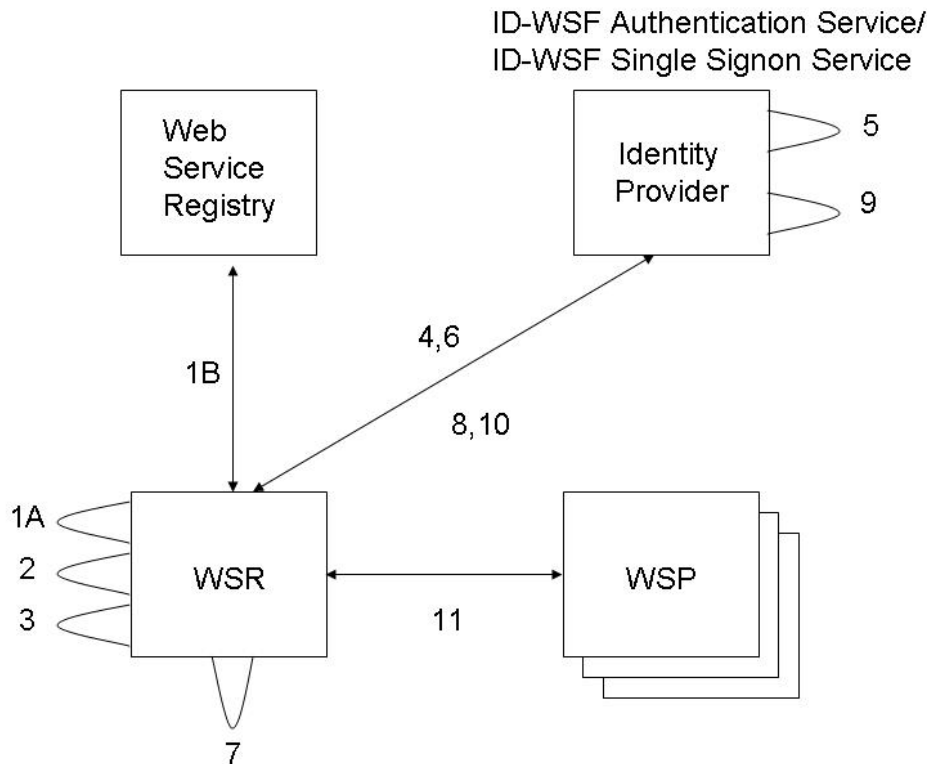 ID-WSF Authentication Service/
ID-WSF Single Signon Service
Web
Service
Registry
Identity
Provider
5
9
4,6
1B
8,10
1A
2
3
WSR
WSP
11
7